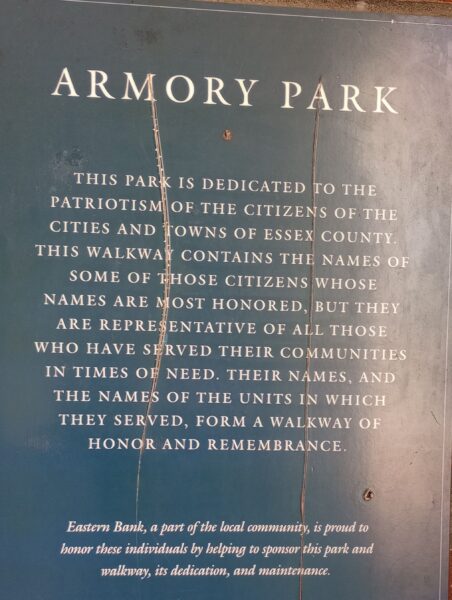 ARMORY PARK
THIS PARK IS DEDICATED TO THE
PATRIOTISM OF THE CITIZENS OF THE
CITIES AND TOWNS OF ESSEX COUNTY.
THIS WALKWAY CONTAINS THE NAMES OF
SOME OF THOSE CITIZENS WHOSE
NAMES ARE MOST HONORED, BUT THEY
ARE REPRESENTATIVE OF ALL THOSE
WHO HAVE SERVED THEIR COMMUNITIES
IN TIMES OF NEED. THEIR NAMES, AND
THE NAMES OF THE UNITS IN WHICH
THEY SERVED, FORM A WALKWAY OF
HONOR AND REMEMBRANCE.
Eastern Bank, a part of the local community, is proud to
honor these individuals by helping to sponsor this park and
walkway, its dedication, and maintenance.